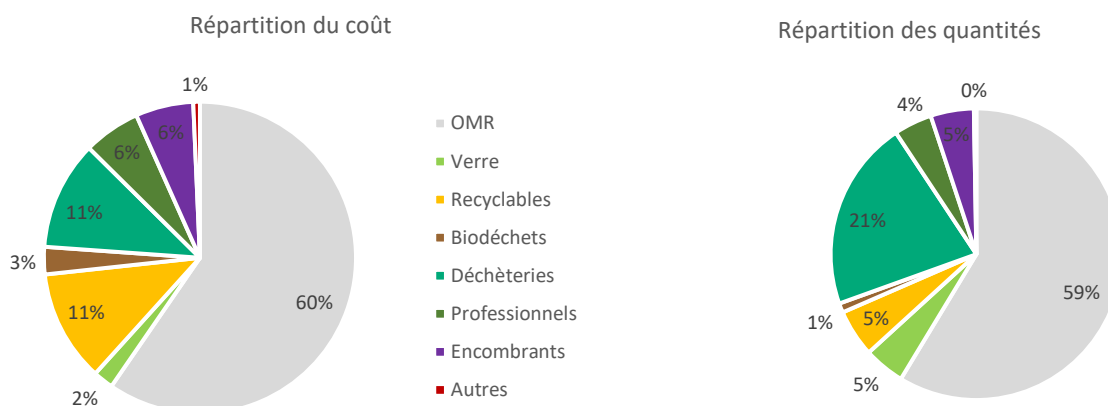 Répartition du coût
1%
6%
6%
11%
3%
11%
2%
60%
OMR
Verre
Recyclables
Biodéchets
Déchèteries
Professionnels
Encombrants
Autres
Répartition des quantités
0%
4%
5%
21%
1%
5%
5%
59%